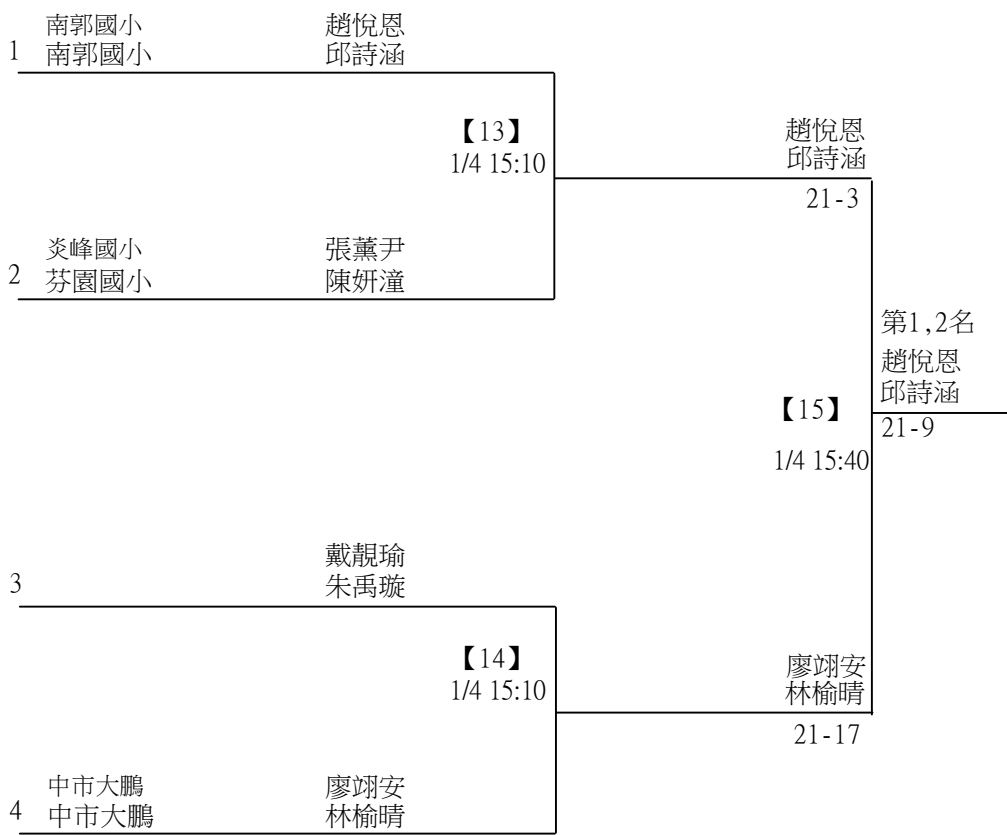 南郭國小 趙悅恩
1 南郭國小 邱詩涵
【13】 趙悅恩
1/4 15:10 邱詩涵
21-3
炎峰國小 張薰尹
2 芬園國小 陳妍潼
第1,2名
趙悅恩
邱詩涵
【15】
21-9
1/4 15:40
戴靚瑜
3 朱禹璇
【14】 廖翊安
1/4 15:10 林榆晴
21-17
中市大鵬 廖翊安
4 中市大鵬 林榆晴